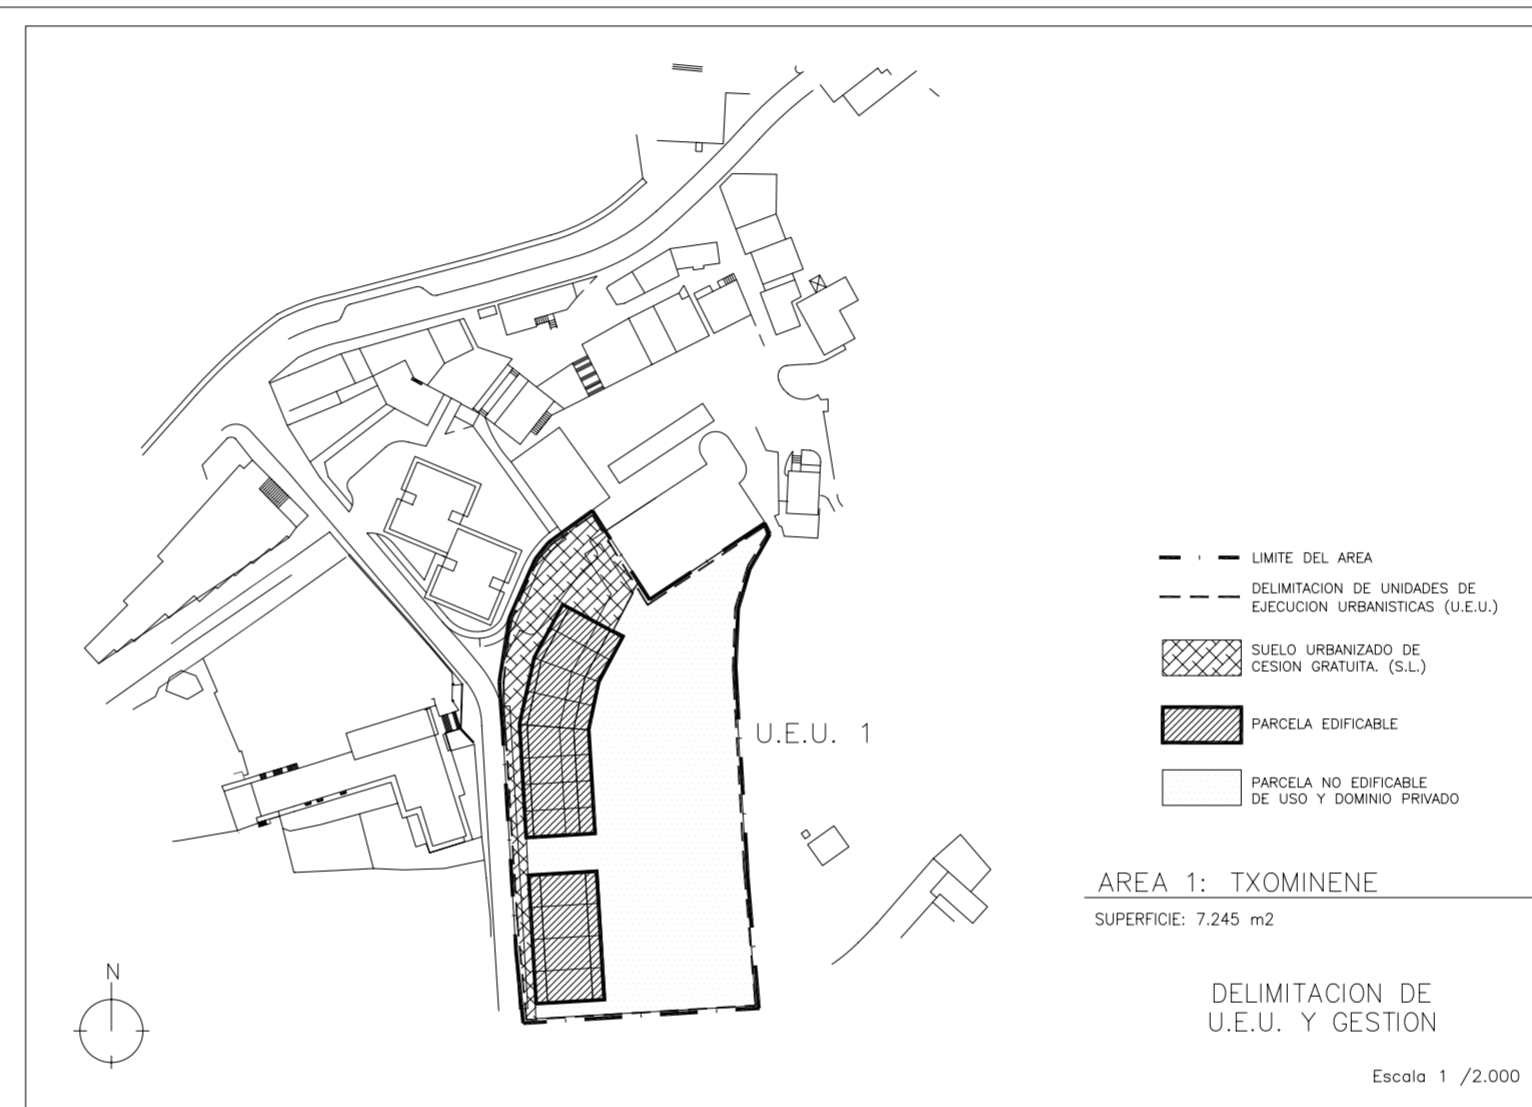 LIMITE DEL AREA
DELIMITACION DE UNIDADES DE
EJECUCION URBANISTICAS (U.E.U.)
SUELO URBANIZADO DE
CESION GRATUITA. (S.L.)
PARCELA EDIFICABLE
U.E.U. 1
PARCELA NO EDIFICABLE
DE USO Y DOMINIO PRIVADO
AREA 1: TXOMINENE
SUPERFICIE: 7.245 m2
N
DELIMITACION DE
U.E.U. Y GESTION
Escala 1 /2.000